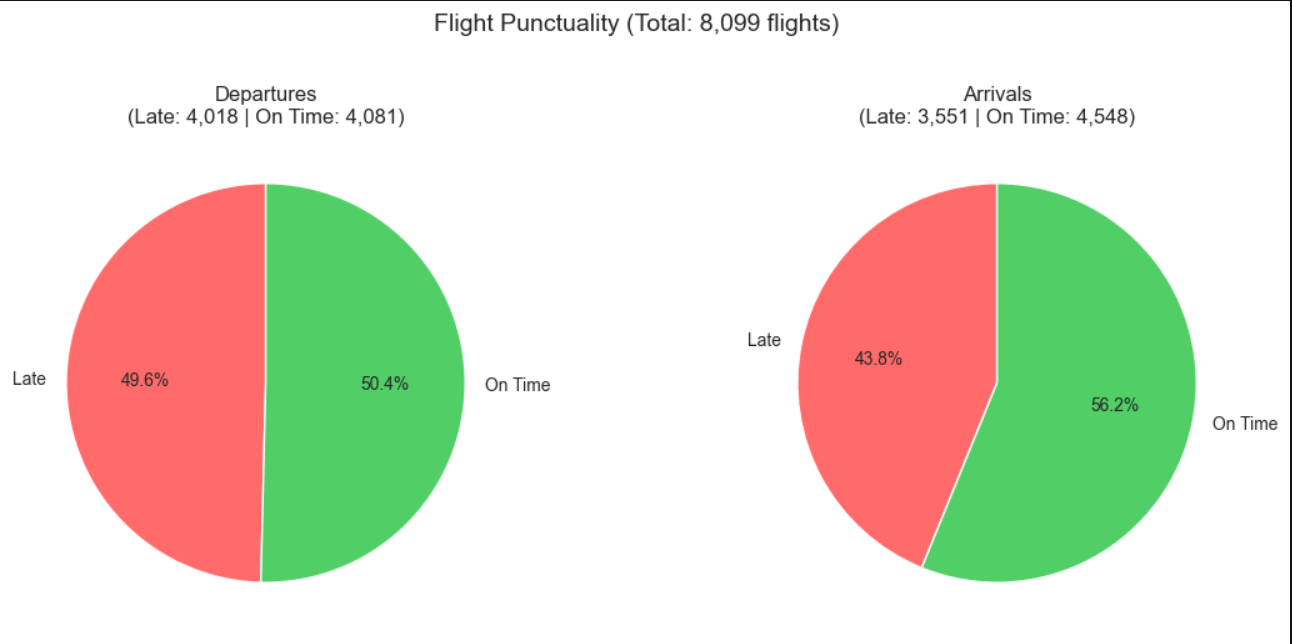 Flight Punctuality (Total: 8,099 flights)
Departures
(Late: 4,018 | On Time: 4,081)
Late
49.6%
50.4%
On Time
Arrivals
(Late: 3,551 | On Time: 4,548)
Late
43.8%
56.2%
On Time